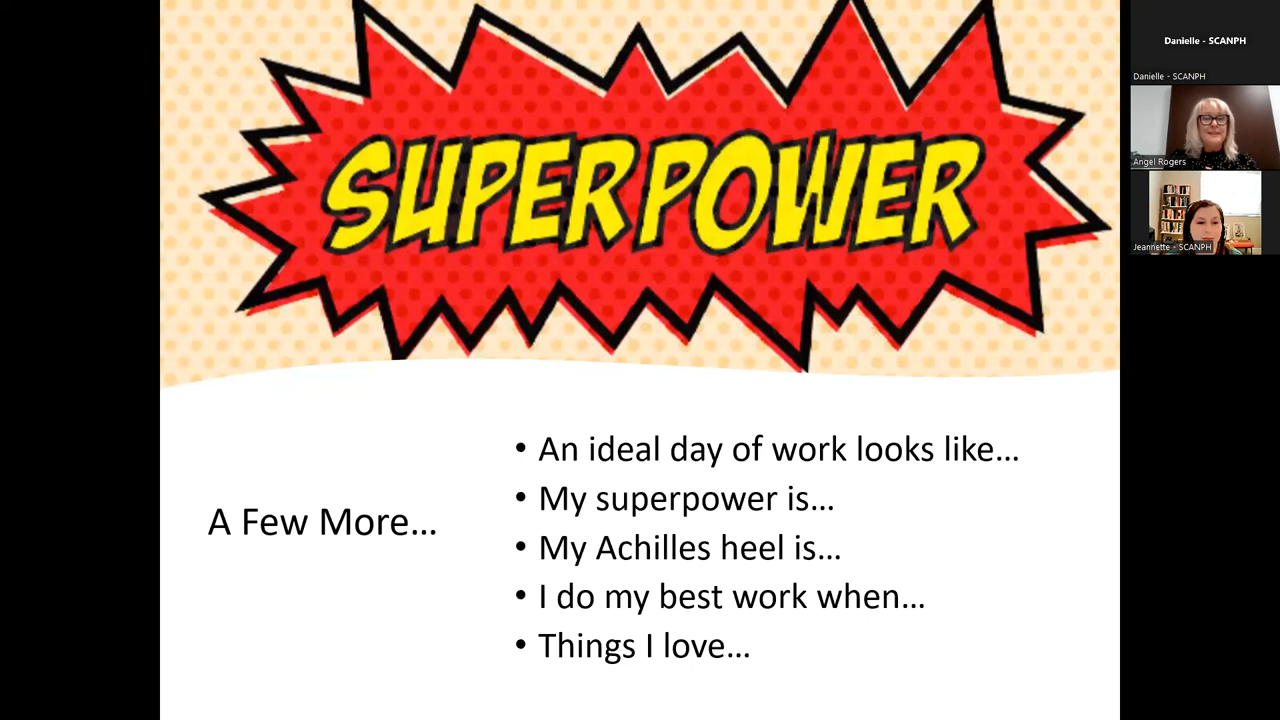 SUPERPOWER
A Few More...
• An ideal day of work looks like...
• My superpower is...
• My Achilles heel is...
• I do my best work when...
• Things I love...
Danielle - SCANPH
Danielle - SCANPH
Angel Rogers
Jeannette - SCANPH